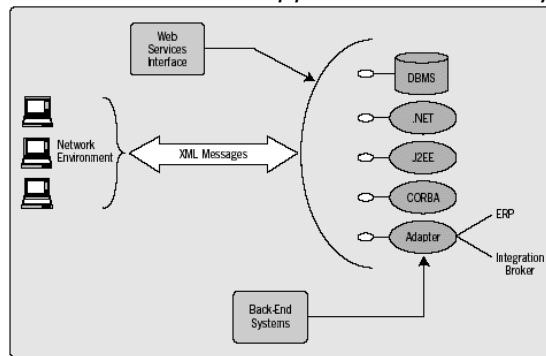 Web
Services
Interface
DBMS
.NET
Network
Environment
XML Messages
J2EE
CORBA
ERP
Adapter
Integration
Broker
Back-End
Systems